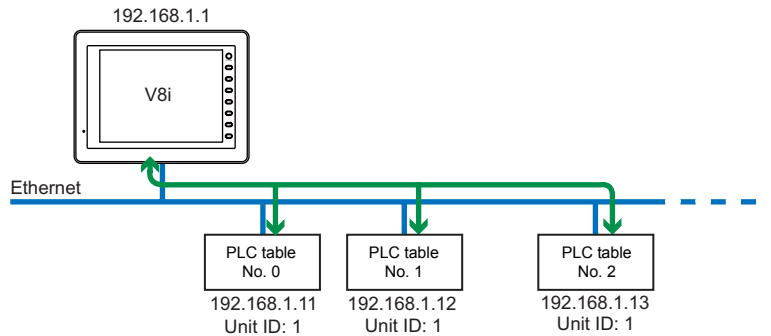 192.168.1.1
V8i
Ethernet
PLC table
No. 0
PLC table
No. 1
PLC table
No. 2
192.168.1.11
Unit ID: 1
192.168.1.12
Unit ID: 1
192.168.1.13
Unit ID: 1